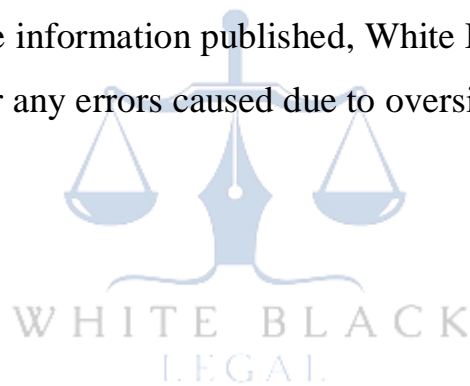 e information published, White
r any errors caused due to oversi
WHITE BLACK
LEGAL